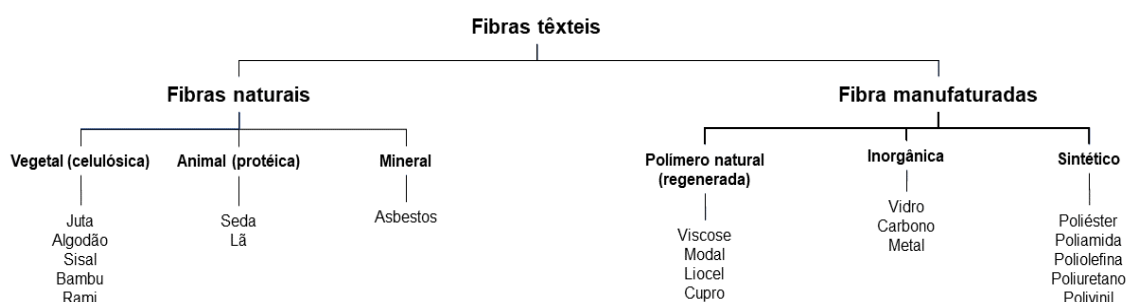 Fibras têxteis
Fibras naturais
Fibra manufaturadas
Vegetal (celulósica)
Animal (protéica)
Mineral
Polímero natural
(regenerada)
Inorgânica
Sintético
Juta
Algodão
Sisal
Bambu
Rami
Seda
Lã
Asbestos
Viscose
Modal
Liocel
Cupro
Vidro
Carbono
Metal
Poliéster
Poliamida
Poliolefina
Poliuretano
Polivinil